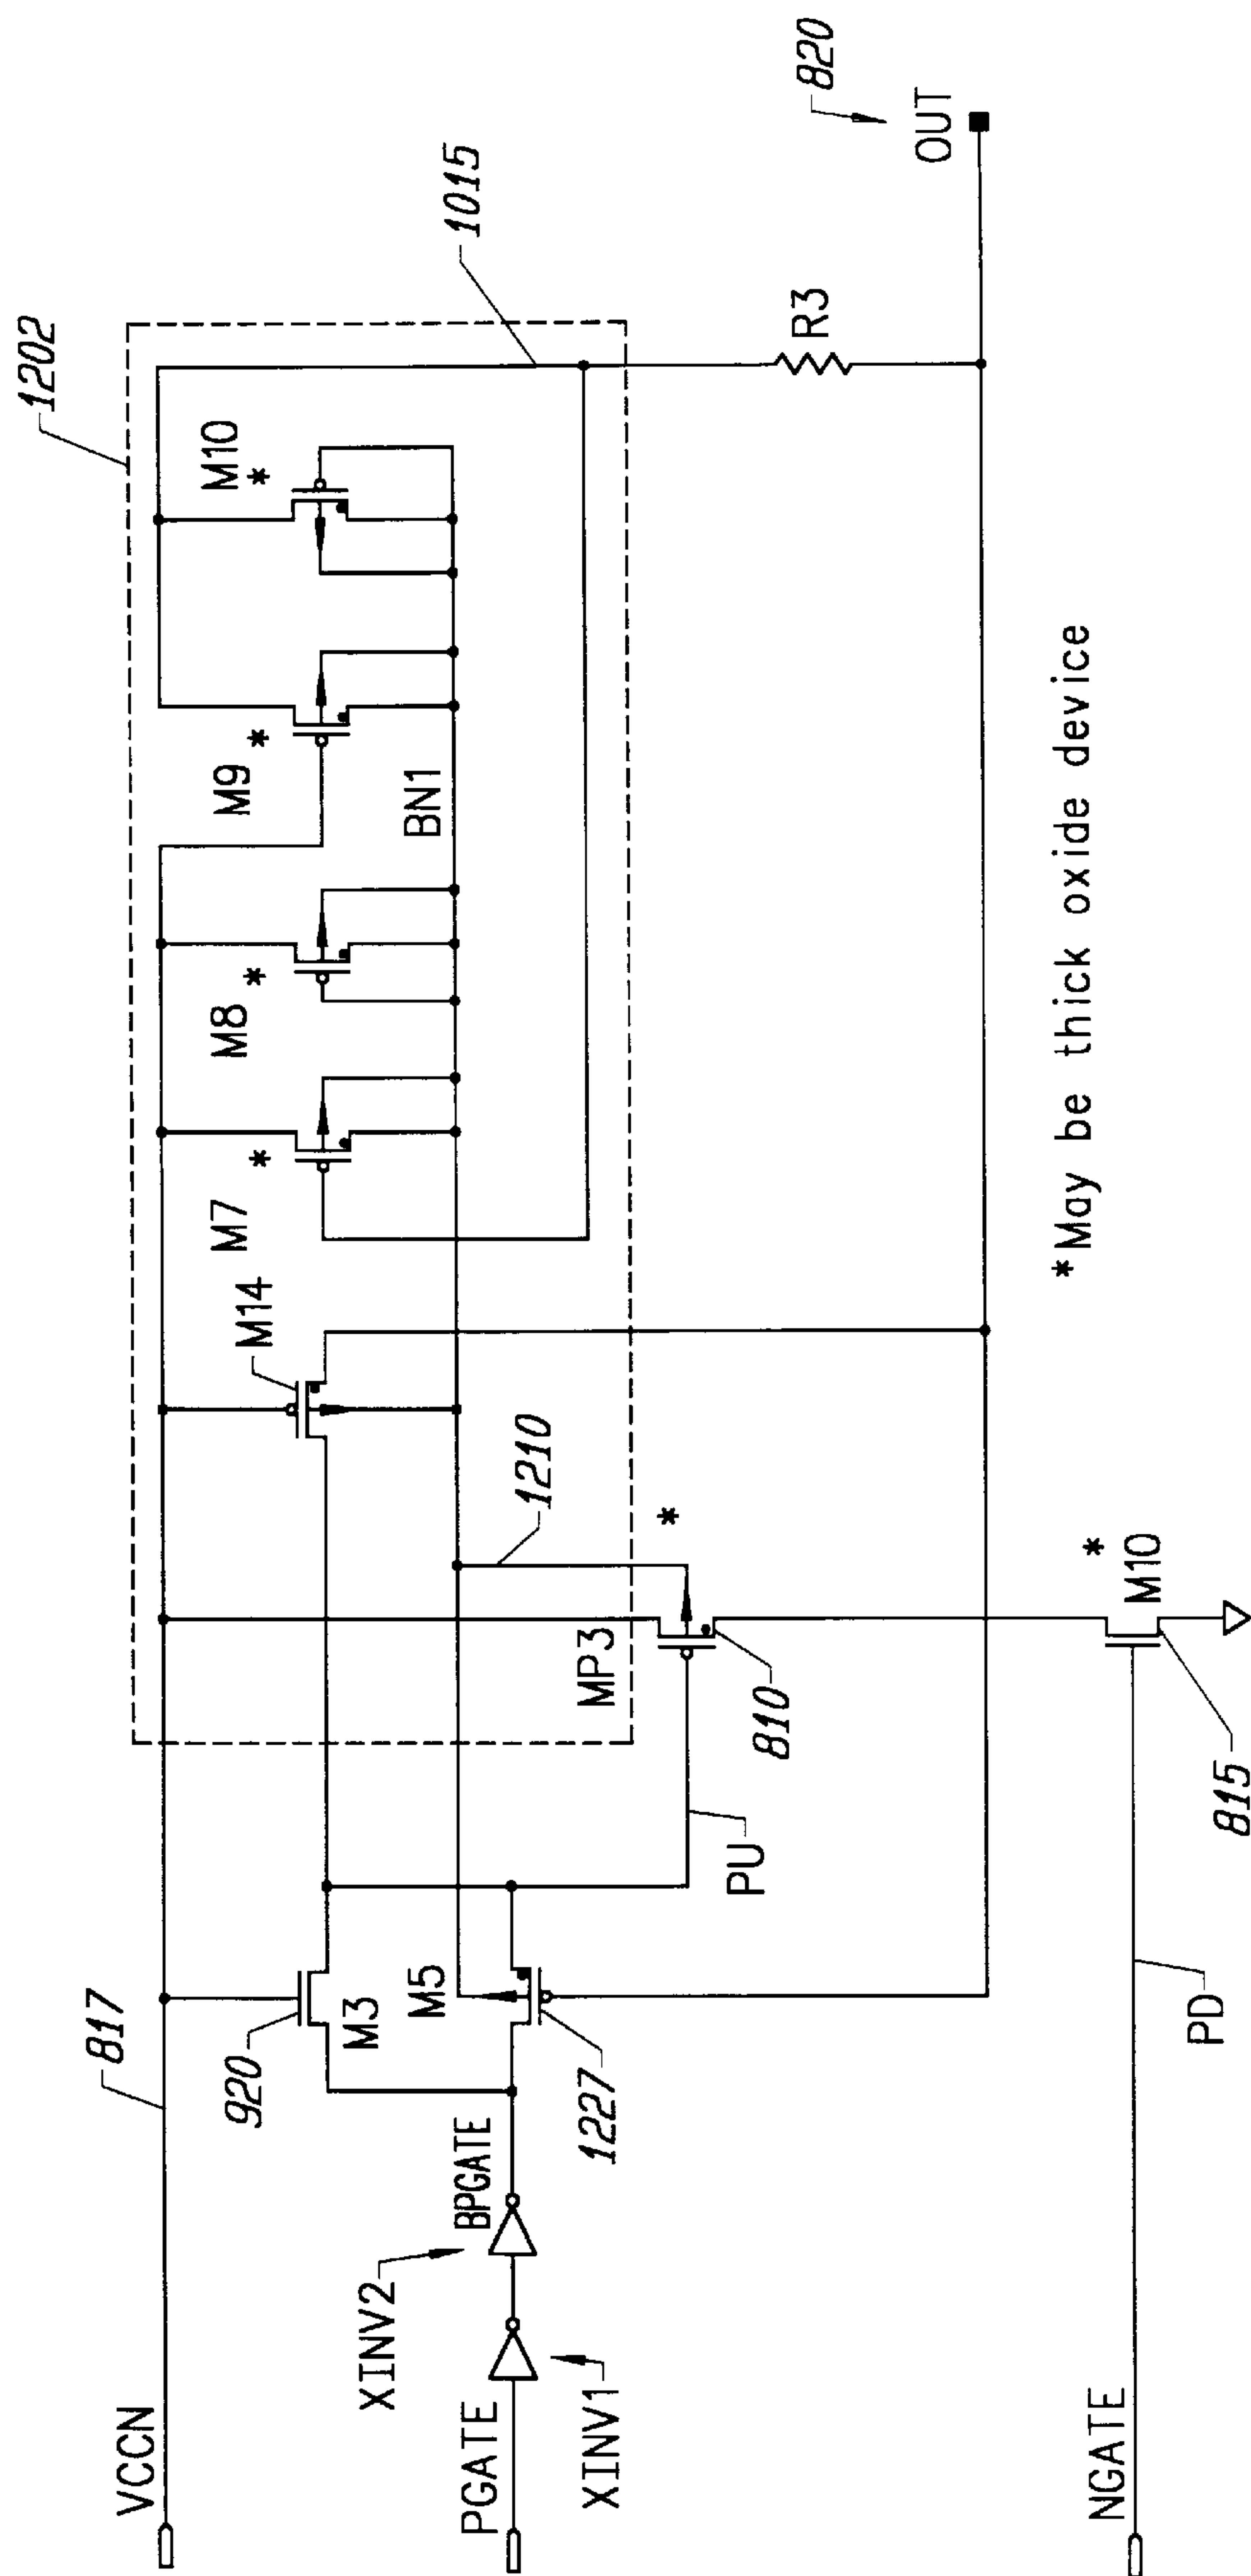 1202
820
1015
OUT
817
VCCN
M14
M7
*
M8
*
M9
*
M10
*
BN1
R3
920
M3
M5
1210
XINV2
BPGATE
PGATE
XINV1
1227
PU
MP3
*
810
NGATE
PD
M10
*
815
*May be thick oxide device